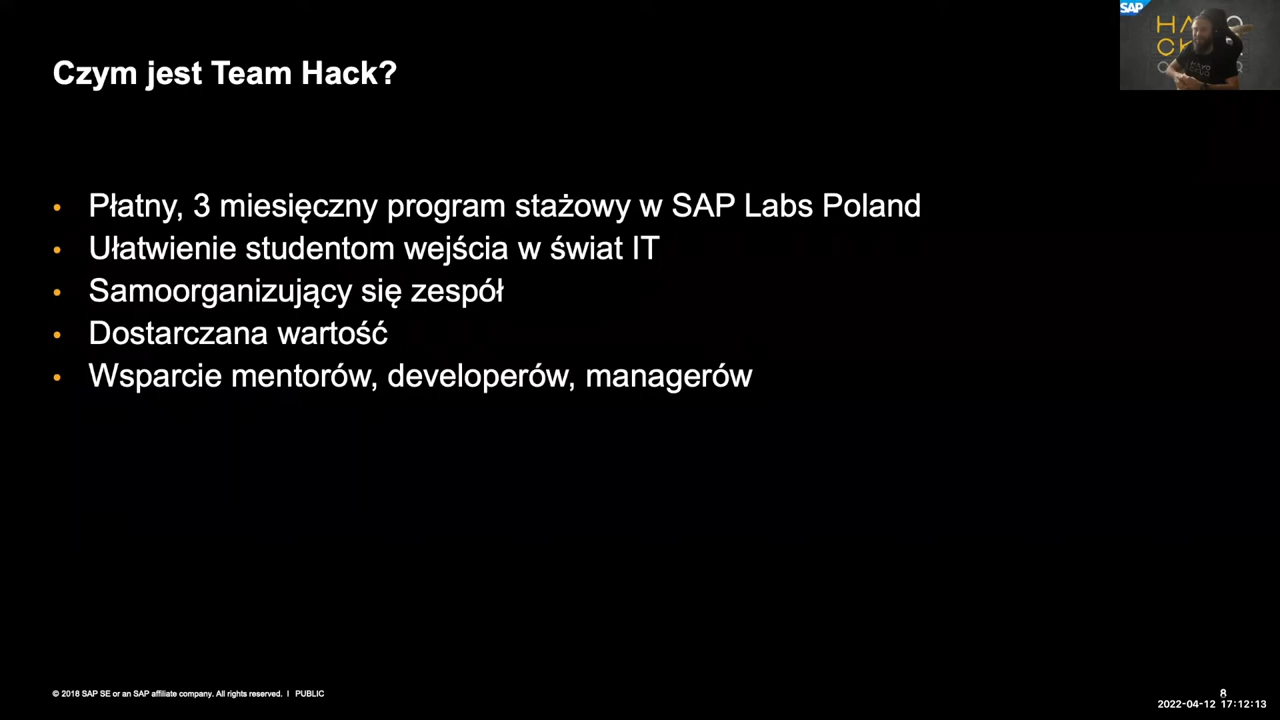 SAP
Czym jest Team Hack?
• Płatny, 3 miesięczny program stażowy w SAP Labs Poland
• Ułatwienie studentom wejścia w świat IT
• Samoorganizujący się zespół
• Dostarczana wartość
• Wsparcie mentorów, developerów, managerów
© 2018 SAP SE or an SAP affiliate company. All rights reserved. | PUBLIC
8
2022-04-12 17:12:13